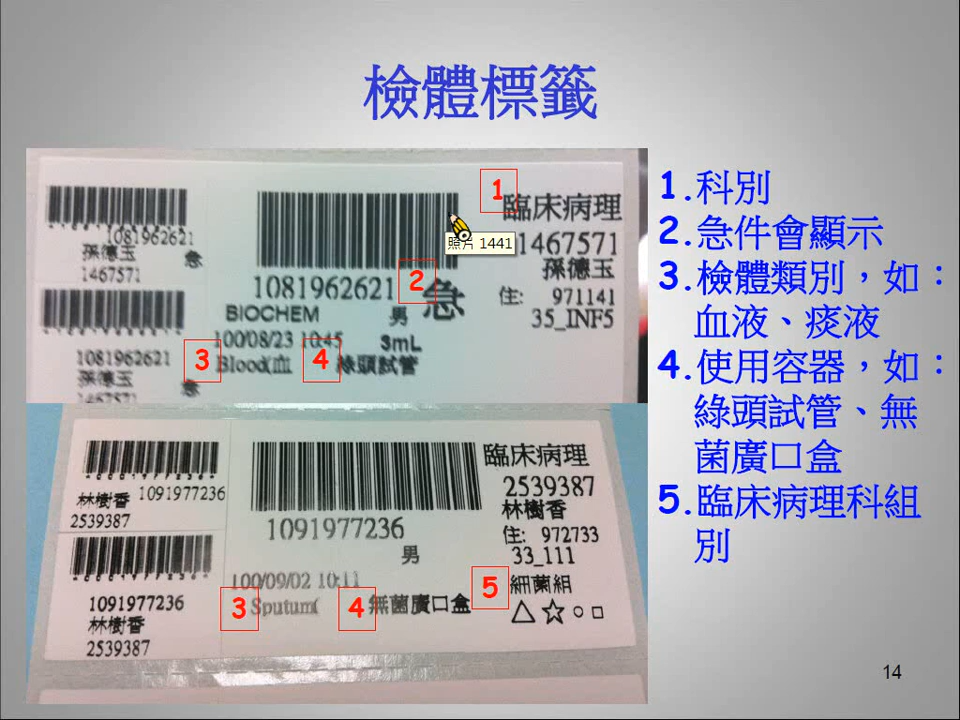 檢體標籤
1081962621
孫德玉 急
1467571
1081962621
孫德玉
急
1467571
1
臨床病理
照片 1441
1467571
孫德玉
1081962621
2
急
住: 971141
BIOCHEM 男
35_INF5
100/08/23 10:45 3mL
3
Blood(血
4
綠頭試管
林樹香 1091977236
2539387
1091977236
林樹香
2539387
臨床病理
2539387
1091977236
林樹香
男
住: 972733
33_111
100/09/02 10:11
3
Sputum(
4
無菌廣口盒
5
細菌組
△☆○□
1.科別
2.急件會顯示
3.檢體類別，如：
血液、痰液
4.使用容器，如：
綠頭試管、無
菌廣口盒
5.臨床病理科組
別
14